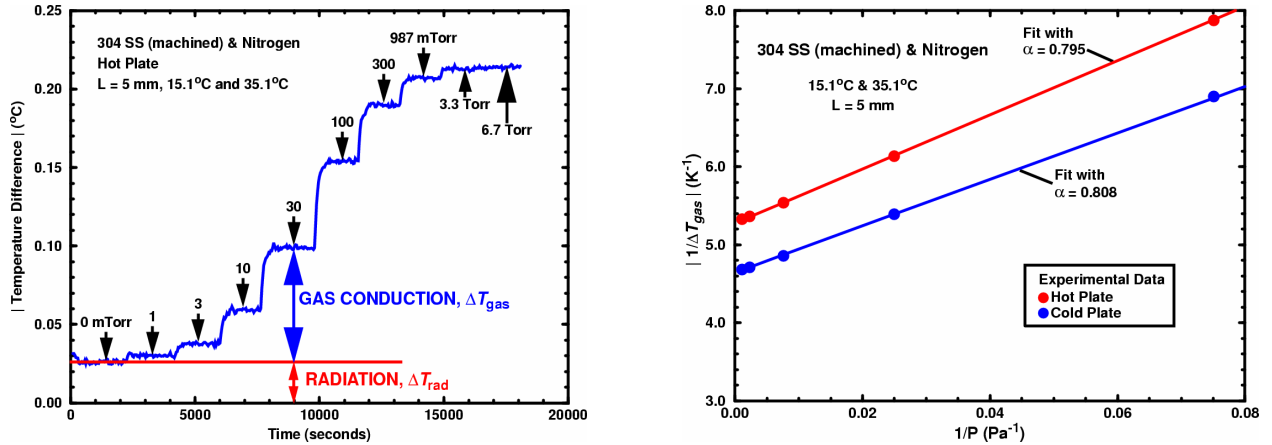 304 SS (machined) & Nitrogen
Hot Plate
L = 5 mm, 15.1°C and 35.1°C
987 mTorr
300
100
30
10
3
1
0 mTorr
3.3 Torr
6.7 Torr
GAS CONDUCTION, ΔTgas
RADIATION, ΔTrad
| Temperature Difference | (°C)
0.25
0.20
0.15
0.10
0.05
0.00
0
5000
10000
15000
20000
Time (seconds)
304 SS (machined) & Nitrogen
15.1°C & 35.1°C
L = 5 mm
Fit with
α = 0.795
Fit with
α = 0.808
Experimental Data
Hot Plate
Cold Plate
| 1/ΔTgas | (K⁻¹)
8.0
7.0
6.0
5.0
4.0
3.0
0.00
0.02
0.04
0.06
0.08
1/P (Pa⁻¹)